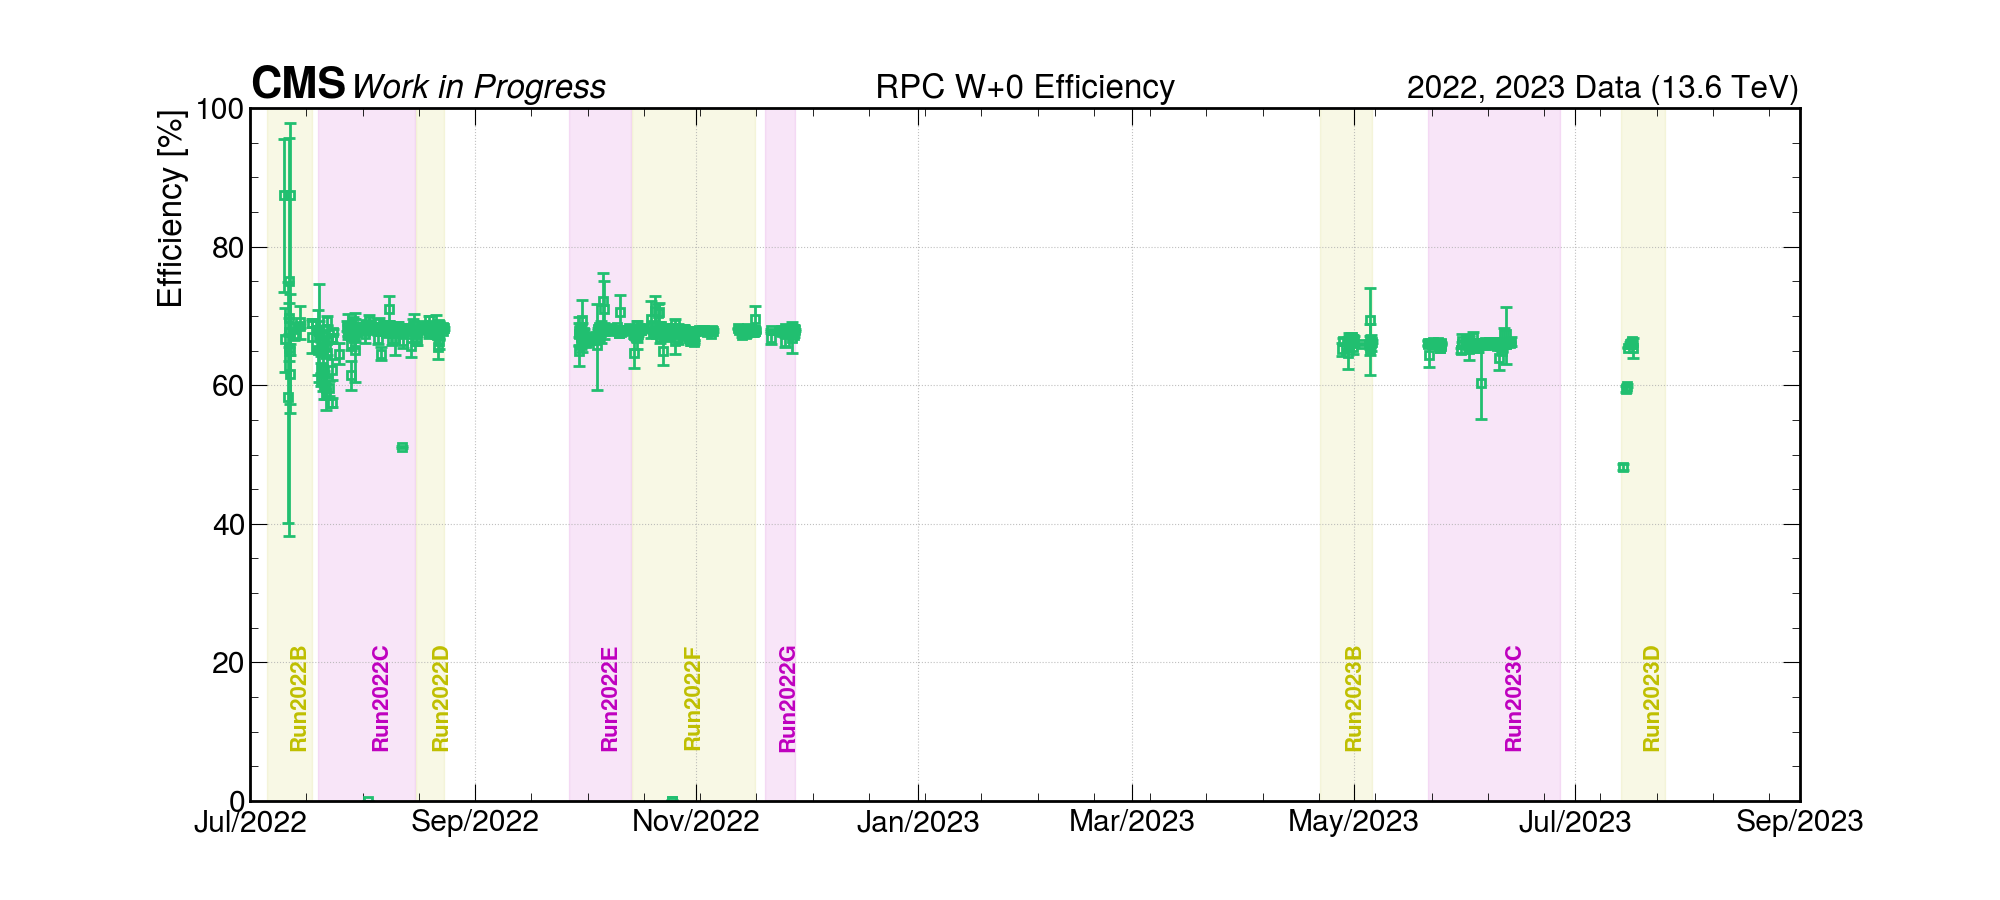 CMS Work in Progress RPC W+0 Efficiency 2022, 2023 Data (13.6 TeV)
Efficiency [%]
100
80
60
40
20
0
Run2022B
Run2022C
Run2022D
Run2022E
Run2022F
Run2022G
Run2023B
Run2023C
Run2023D
Jul/2022 Sep/2022 Nov/2022 Jan/2023 Mar/2023 May/2023 Jul/2023 Sep/2023